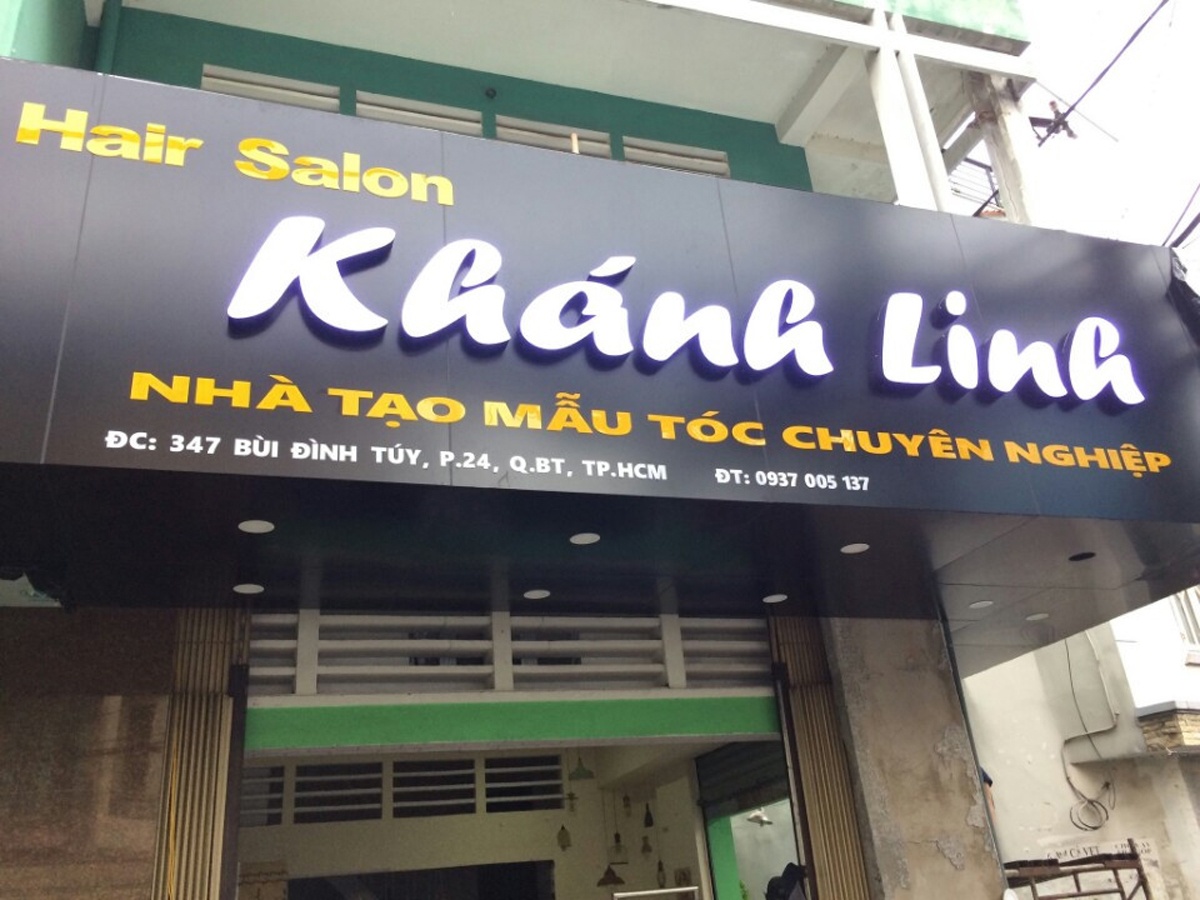 Hair Salon
Khánh Linh
NHÀ TẠO MẪU TÓC CHUYÊN NGHIỆP
ĐC: 347 BÙI ĐÌNH TÚY, P.24, Q.BT, TP.HCM ĐT: 0937 005 137